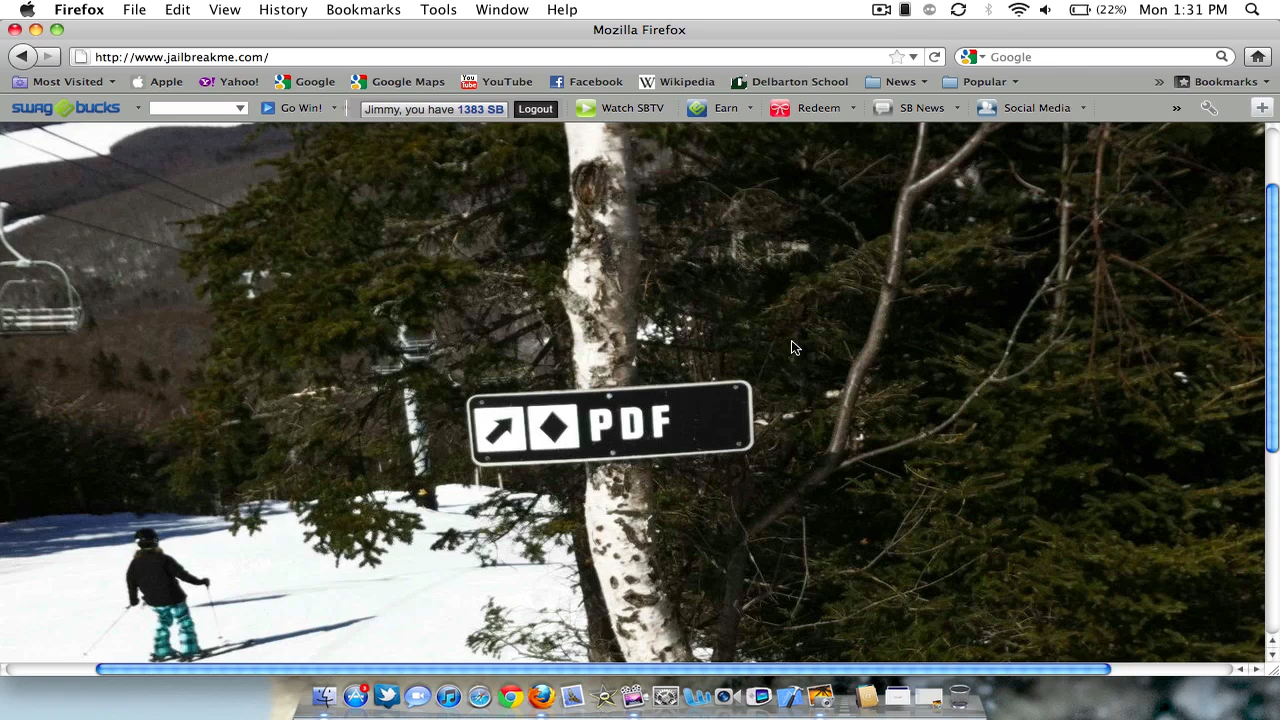 Firefox File Edit View History Bookmarks Tools Window Help (22%) Mon 1:31 PM
Mozilla Firefox
http://www.jailbreakme.com/ Google
Most Visited Apple Yahoo! Google Google Maps YouTube Facebook Wikipedia Delbarton School News Popular » Bookmarks
swagbucks Go Win! Jimmy, you have 1383 SB Logout Watch SBTV Earn Redeem SB News Social Media »
PDF